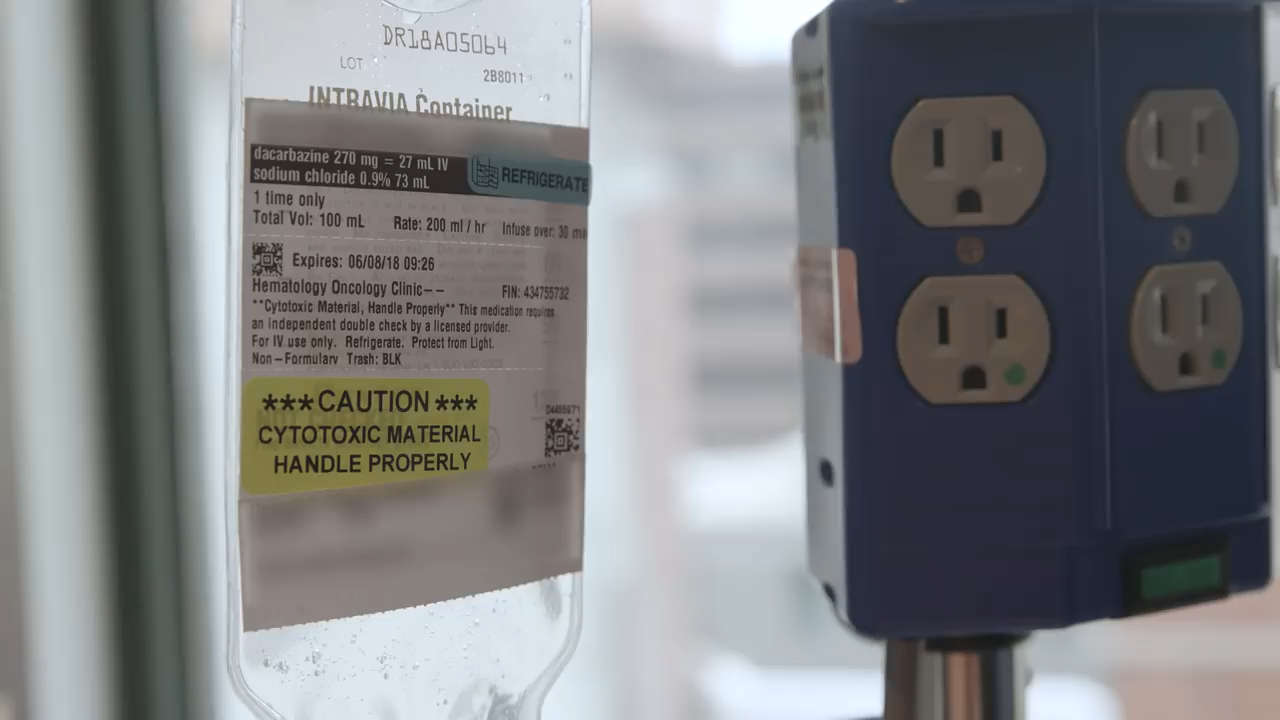 DR18A05064
LOT
2B8011
INTRAVIA Container
dacarbazine 270 mg = 27 mL IV
sodium chloride 0.9% 73 mL
REFRIGERATE
1 time only
Total Vol: 100 mL Rate: 200 ml / hr Infuse over: 30
Expires: 06/08/18 09:26
Hematology Oncology Clinic–– FIN: 434755732
**Cytotoxic Material, Handle Properly** This medication requires
an independent double check by a licensed provider.
For IV use only. Refrigerate. Protect from Light.
Non–Formulary Trash: BLK
***CAUTION***
CYTOTOXIC MATERIAL
HANDLE PROPERLY